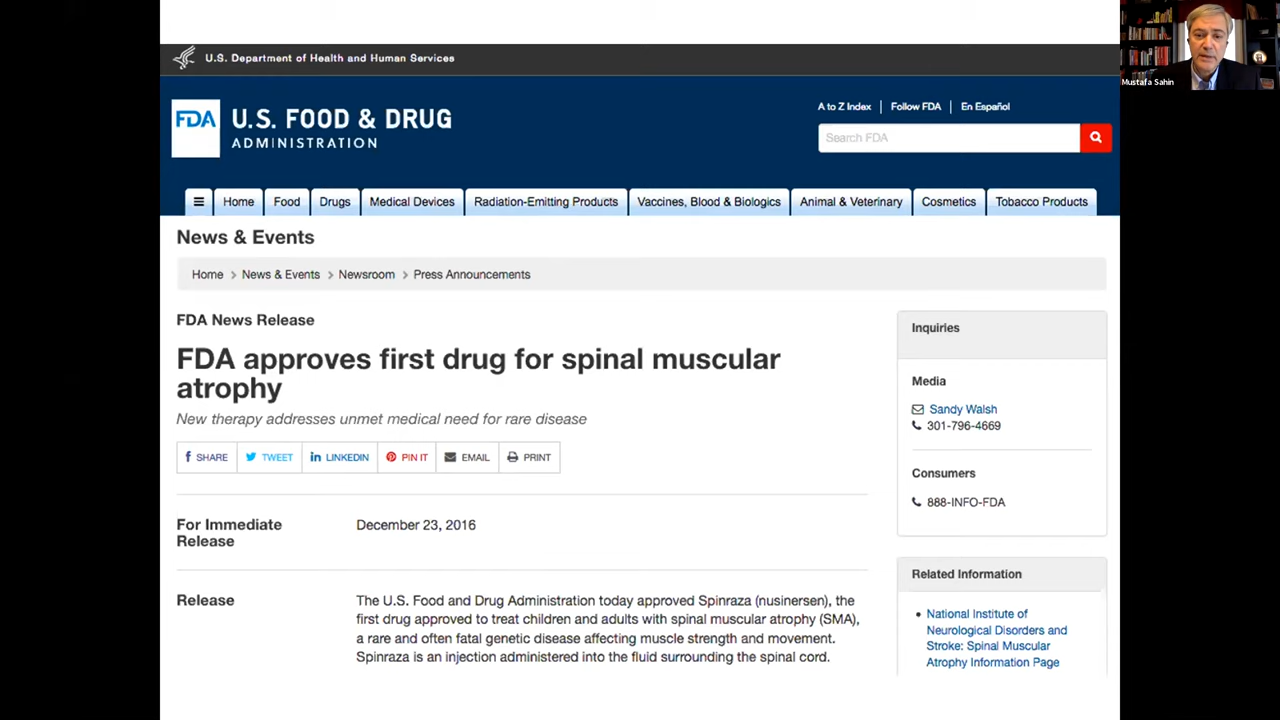 U.S. Department of Health and Human Services
FDA
U.S. FOOD & DRUG
ADMINISTRATION
A to Z Index
Follow FDA
En Español
Search FDA
Home
Food
Drugs
Medical Devices
Radiation-Emitting Products
Vaccines, Blood & Biologics
Animal & Veterinary
Cosmetics
Tobacco Products
News & Events
Home > News & Events > Newsroom > Press Announcements
FDA News Release
FDA approves first drug for spinal muscular
atrophy
New therapy addresses unmet medical need for rare disease
SHARE
TWEET
LINKEDIN
PIN IT
EMAIL
PRINT
For Immediate
Release
December 23, 2016
Release
The U.S. Food and Drug Administration today approved Spinraza (nusinersen), the
first drug approved to treat children and adults with spinal muscular atrophy (SMA),
a rare and often fatal genetic disease affecting muscle strength and movement.
Spinraza is an injection administered into the fluid surrounding the spinal cord.
Inquiries
Media
Sandy Walsh
301-796-4669
Consumers
888-INFO-FDA
Related Information
National Institute of
Neurological Disorders and
Stroke: Spinal Muscular
Atrophy Information Page
Mustafa Sahin